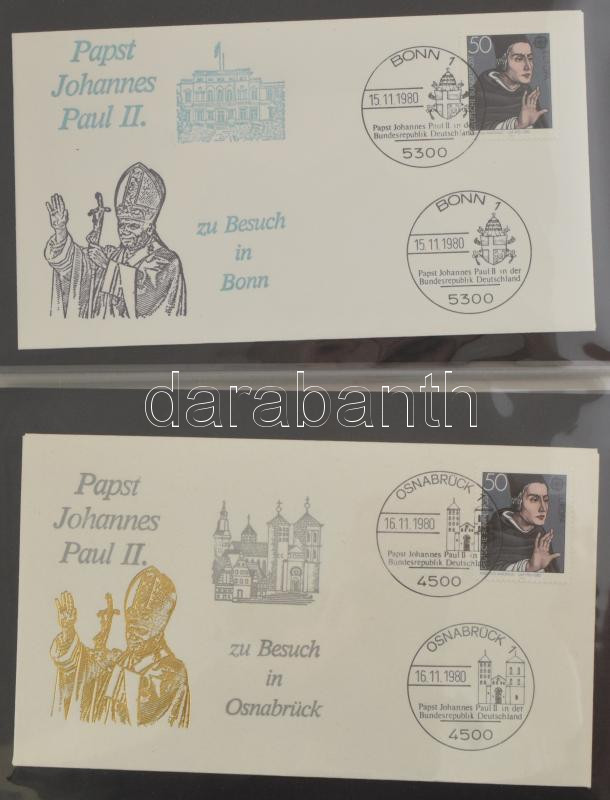 Papst
Johannes
Paul II.
zu Besuch
in
Bonn
BONN 1
15.11.1980
Papst Johannes Paul II in der
Bundesrepublik Deutschland
5300
50
BONN 1
15.11.1980
Papst Johannes Paul II in der
Bundesrepublik Deutschland
5300
darabanth
Papst
Johannes
Paul II.
zu Besuch
in
Osnabrück
OSNABRÜCK
16.11.1980
Papst Johannes Paul II in
Bundesrepublik Deutschland
4500
50
OSNABRÜCK 1
16.11.1980
Papst Johannes Paul II in der
Bundesrepublik Deutschland
4500